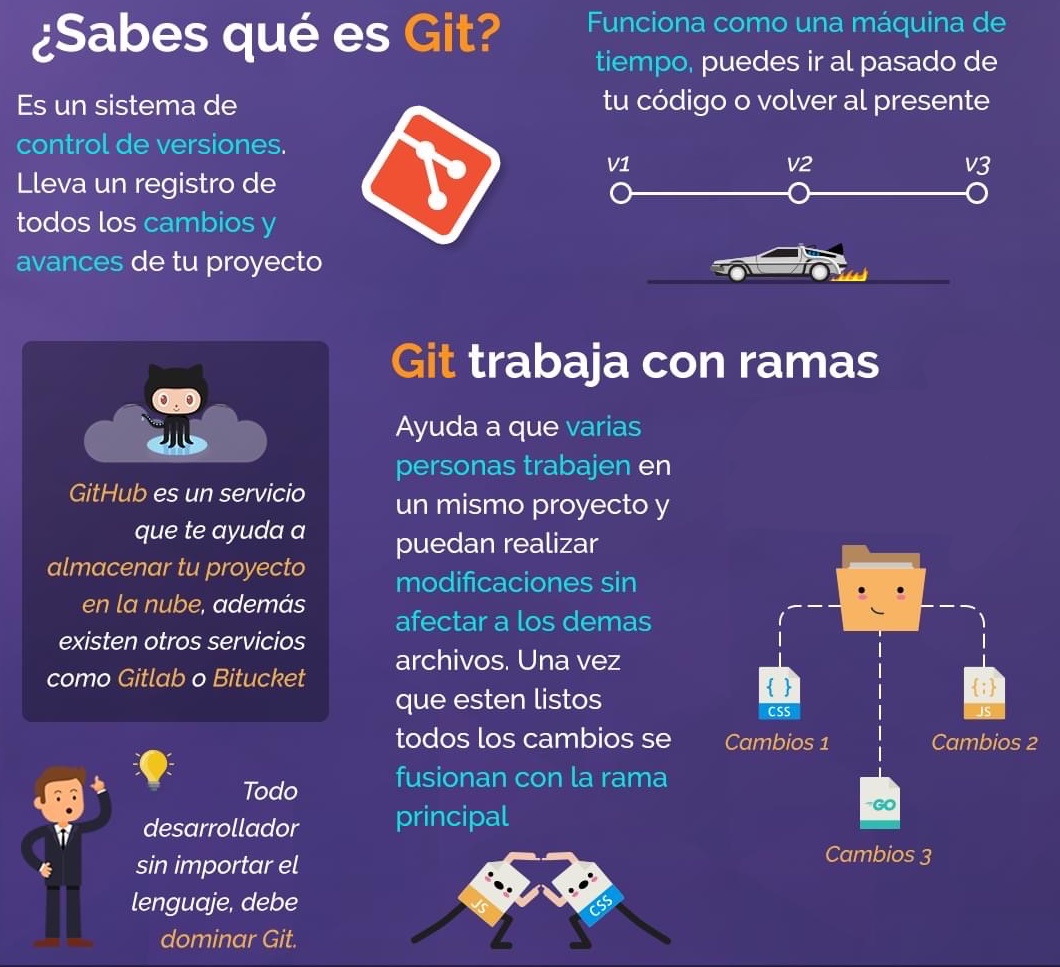 ¿Sabes qué es Git?
Es un sistema de
control de versiones.
Lleva un registro de
todos los cambios y
avances de tu proyecto
Funciona como una máquina de
tiempo, puedes ir al pasado de
tu código o volver al presente
v1 v2 v3
GitHub es un servicio
que te ayuda a
almacenar tu proyecto
en la nube, además
existen otros servicios
como Gitlab o Bitucket
Git trabaja con ramas
Ayuda a que varias
personas trabajen en
un mismo proyecto y
puedan realizar
modificaciones sin
afectar a los demas
archivos. Una vez
que esten listos
todos los cambios se
fusionan con la rama
principal
{ }
CSS
Cambios 1
{;}
JS
Cambios 2
GO
Cambios 3
Todo
desarrollador
sin importar el
lenguaje, debe
dominar Git.
JS
CSS